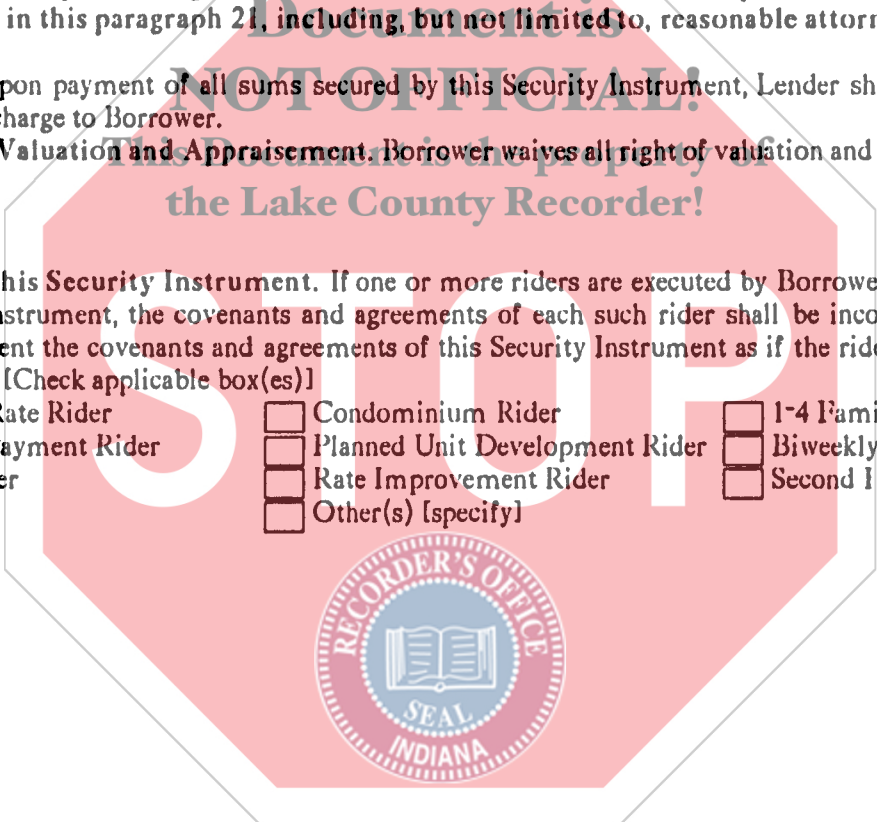 Document is
in this paragraph 21, including, but not limited to, reasonable attorn
NOT OFFICIAL!
pon payment of all sums secured by this Security Instrument, Lender sh
harge to Borrower.
This Document is the property of
Valuation and Appraisement. Borrower waives all right of valuation and
the Lake County Recorder!
STOP
his Security Instrument. If one or more riders are executed by Borrowe
strument, the covenants and agreements of each such rider shall be inco
ent the covenants and agreements of this Security Instrument as if the ride
[Check applicable box(es)]
ate Rider Condominium Rider 1-4 Fami
ayment Rider Planned Unit Development Rider Biweekly
er Rate Improvement Rider Second
Other(s) [specify]
RECORDER'S OFFICE
SEAL
INDIANA